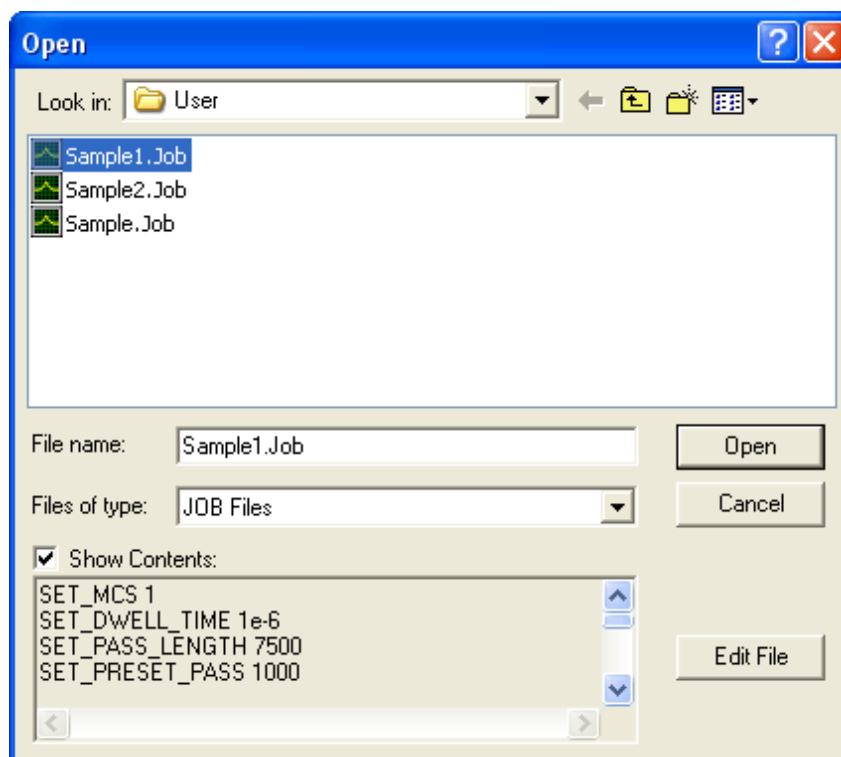 Open
Look in: User
Sample1.Job
Sample2.Job
Sample.Job
File name: Sample1.Job Open
Files of type: JOB Files Cancel
Show Contents:
SET_MCS 1
SET_DWELL_TIME 1e-6
SET_PASS_LENGTH 7500
SET_PRESET_PASS 1000
Edit File